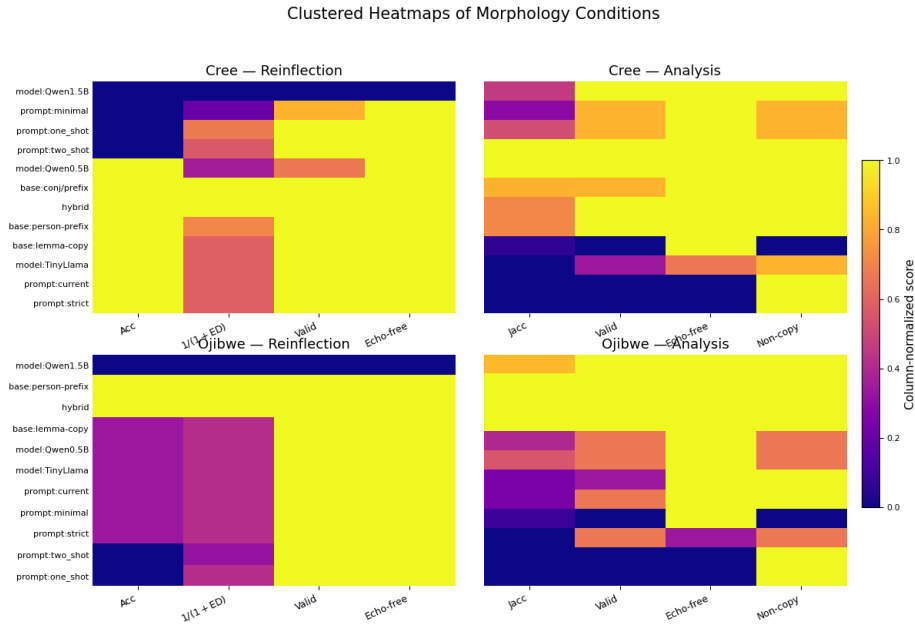 Clustered Heatmaps of Morphology Conditions
Cree — Reinflection
model:Qwen1.5B
prompt:minimal
prompt:one_shot
prompt:two_shot
model:Qwen0.5B
base:conj/prefix
hybrid
base:person-prefix
base:lemma-copy
model:TinyLlama
prompt:current
prompt:strict
Acc
1/(1 + ED)
Valid
Echo-free
Cree — Analysis
Jacc
Valid
Echo-free
Non-copy
Ojibwe — Reinflection
model:Qwen1.5B
base:person-prefix
hybrid
base:lemma-copy
model:Qwen0.5B
model:TinyLlama
prompt:current
prompt:minimal
prompt:strict
prompt:two_shot
prompt:one_shot
Acc
1/(1 + ED)
Valid
Echo-free
Ojibwe — Analysis
Jacc
Valid
Echo-free
Non-copy
1.0
0.8
0.6
0.4
0.2
0.0
Column-normalized score